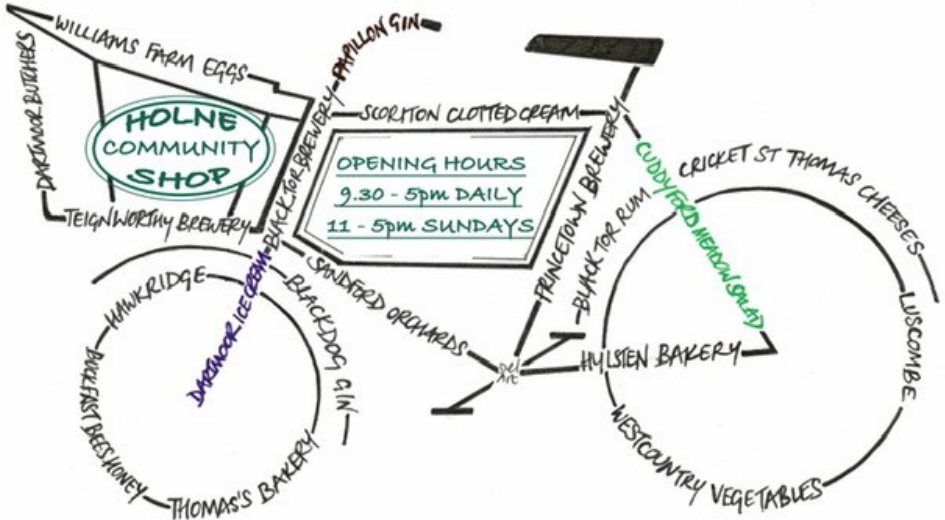 WILLIAMS FARM EGGS
DARTMOOR BUTCHERS
HOLNE
COMMUNITY
SHOP
TEIGNWORTHY BREWERY
PAPILLON GIN
BLACK TOR BREWERY
SCORITON CLOTTED CREAM
OPENING HOURS
9.30 - 5pm DAILY
11 - 5pm SUNDAYS
PRINCETOWN BREWERY
BLACK TOR RUM
CUDDYFORD MEADOW SALAD
CRICKET ST THOMAS CHEESES
LUSCOMBE
WESTCOUNTRY VEGETABLES
HYLSTEN BAKERY
SANDFORD ORCHARDS
DARTMOOR ICE CREAM
BLACKDOG GIN
HAWKRIDGE
BUCKFAST BEES HONEY
THOMAS'S BAKERY